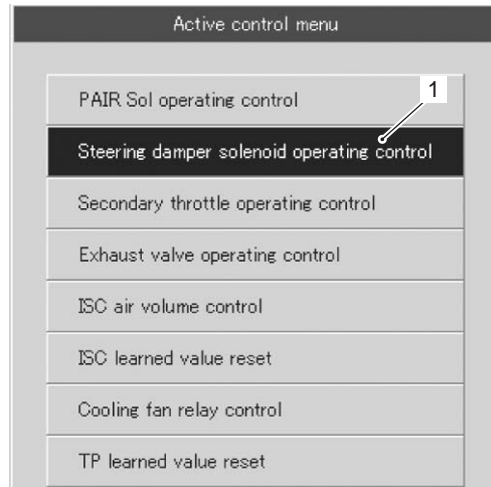 Active control menu
PAIR Sol operating control
1
Steering damper solenoid operating control
Secondary throttle operating control
Exhaust valve operating control
ISC air volume control
ISC learned value reset
Cooling fan relay control
TP learned value reset